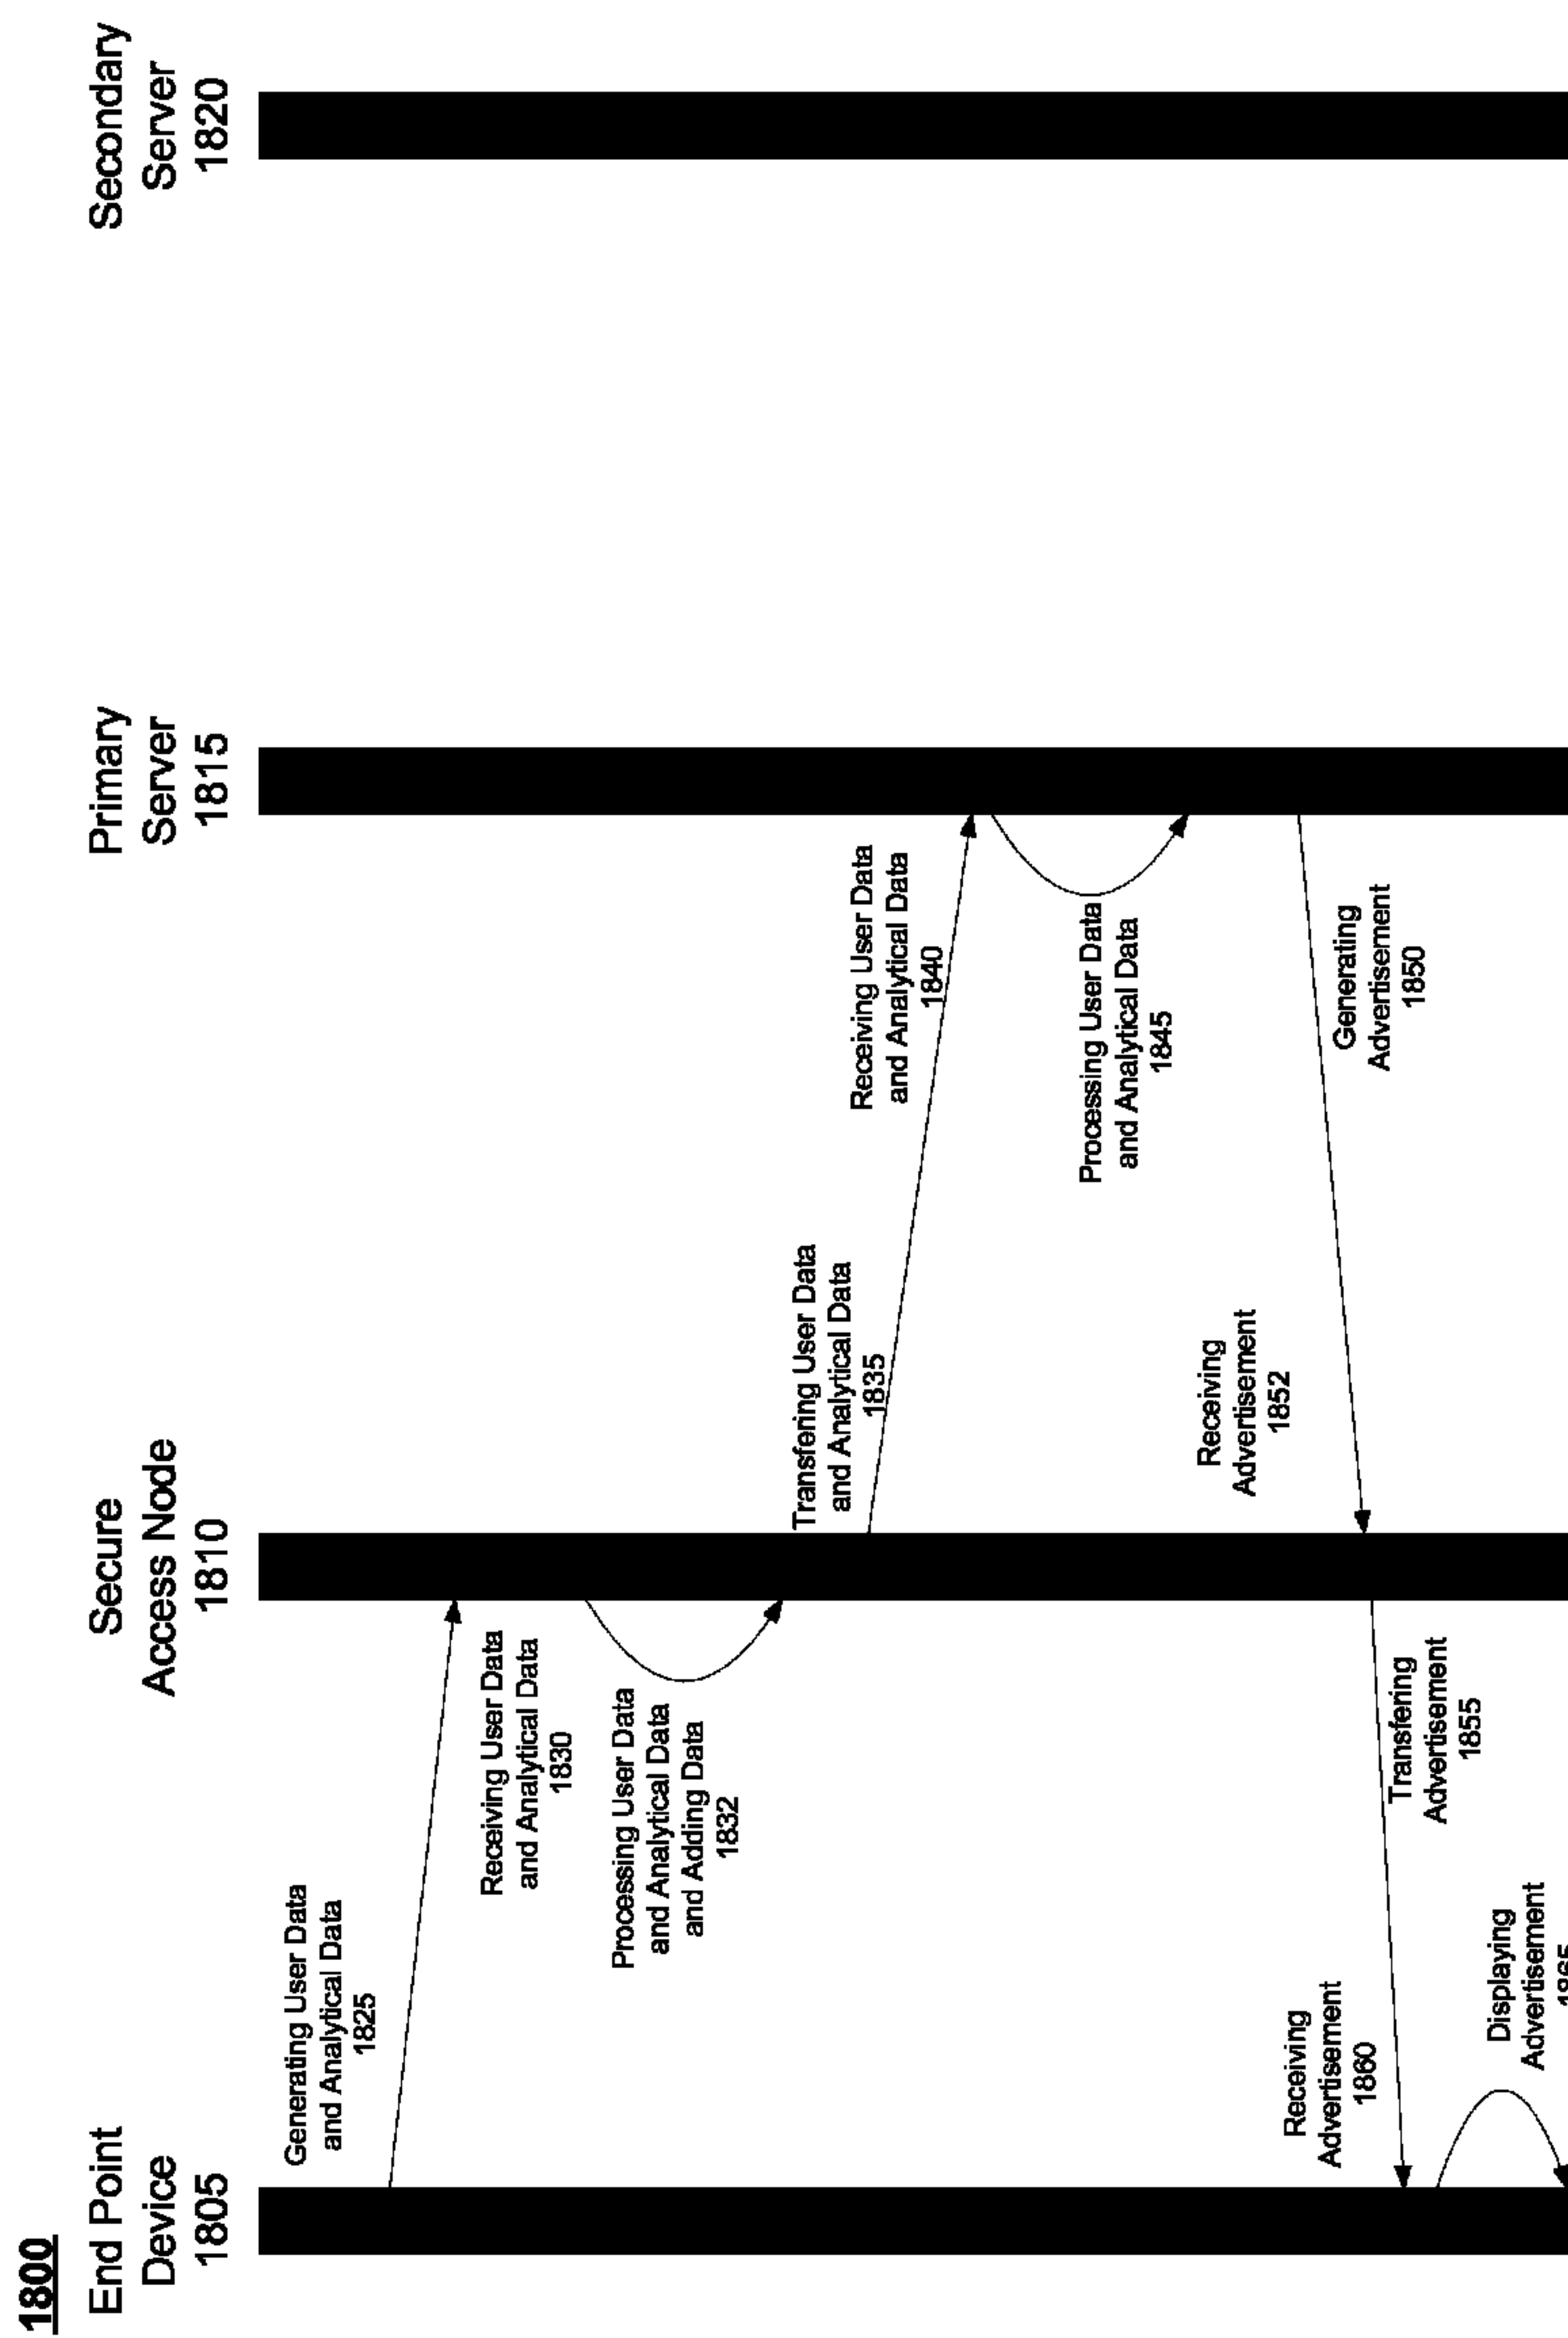 1800
End Point
Device
1805
Secure
Access Node
1810
Primary
Server
1815
Secondary
Server
1820
Generating User Data
and Analytical Data
1825
Receiving User Data
and Analytical Data
1830
Processing User Data
and Analytical Data
and Adding Data
1832
Transfering User Data
and Analytical Data
1835
Receiving User Data
and Analytical Data
1840
Processing User Data
and Analytical Data
1845
Generating
Advertisement
1850
Receiving
Advertisement
1852
Transfering
Advertisement
1855
Receiving
Advertisement
1860
Displaying
Advertisement
1865